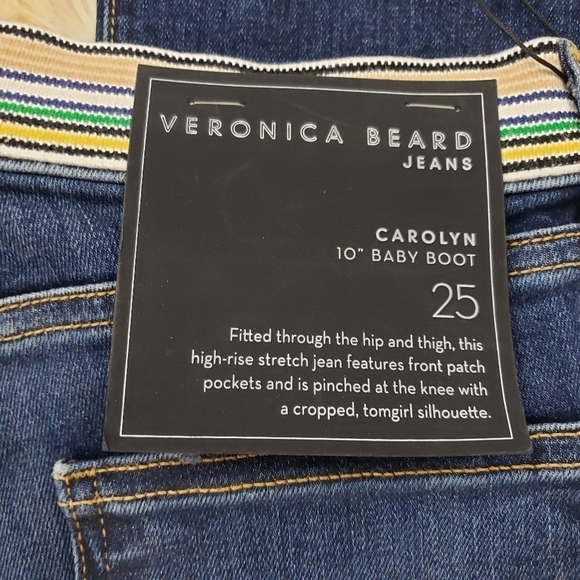 VERONICA BEARD
JEANS
CAROLYN
10" BABY BOOT
25
Fitted through the hip and thigh, this
high-rise stretch jean features front patch
pockets and is pinched at the knee with
a cropped, tomgirl silhouette.